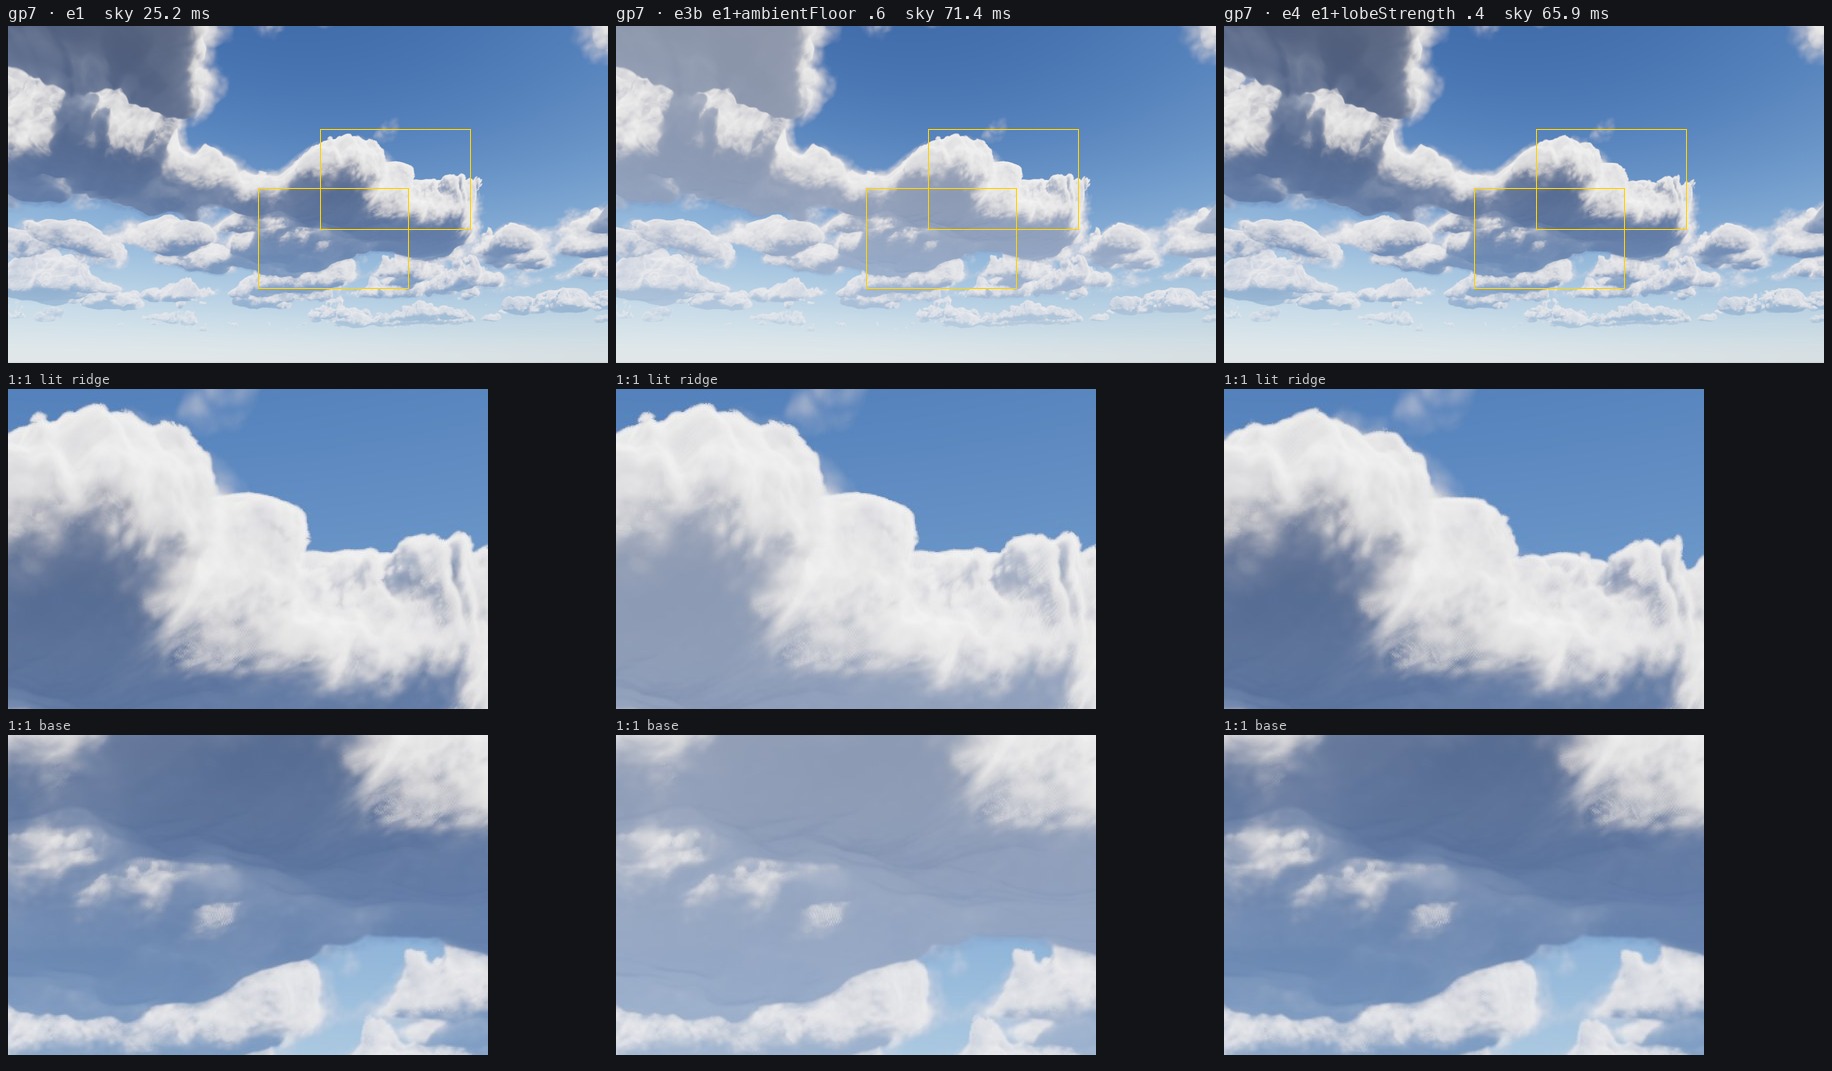 gp7 · e1  sky 25.2 ms
gp7 · e3b e1+ambientFloor .6  sky 71.4 ms
gp7 · e4 e1+lobeStrength .4  sky 65.9 ms
1:1 lit ridge
1:1 lit ridge
1:1 lit ridge
1:1 base
1:1 base
1:1 base